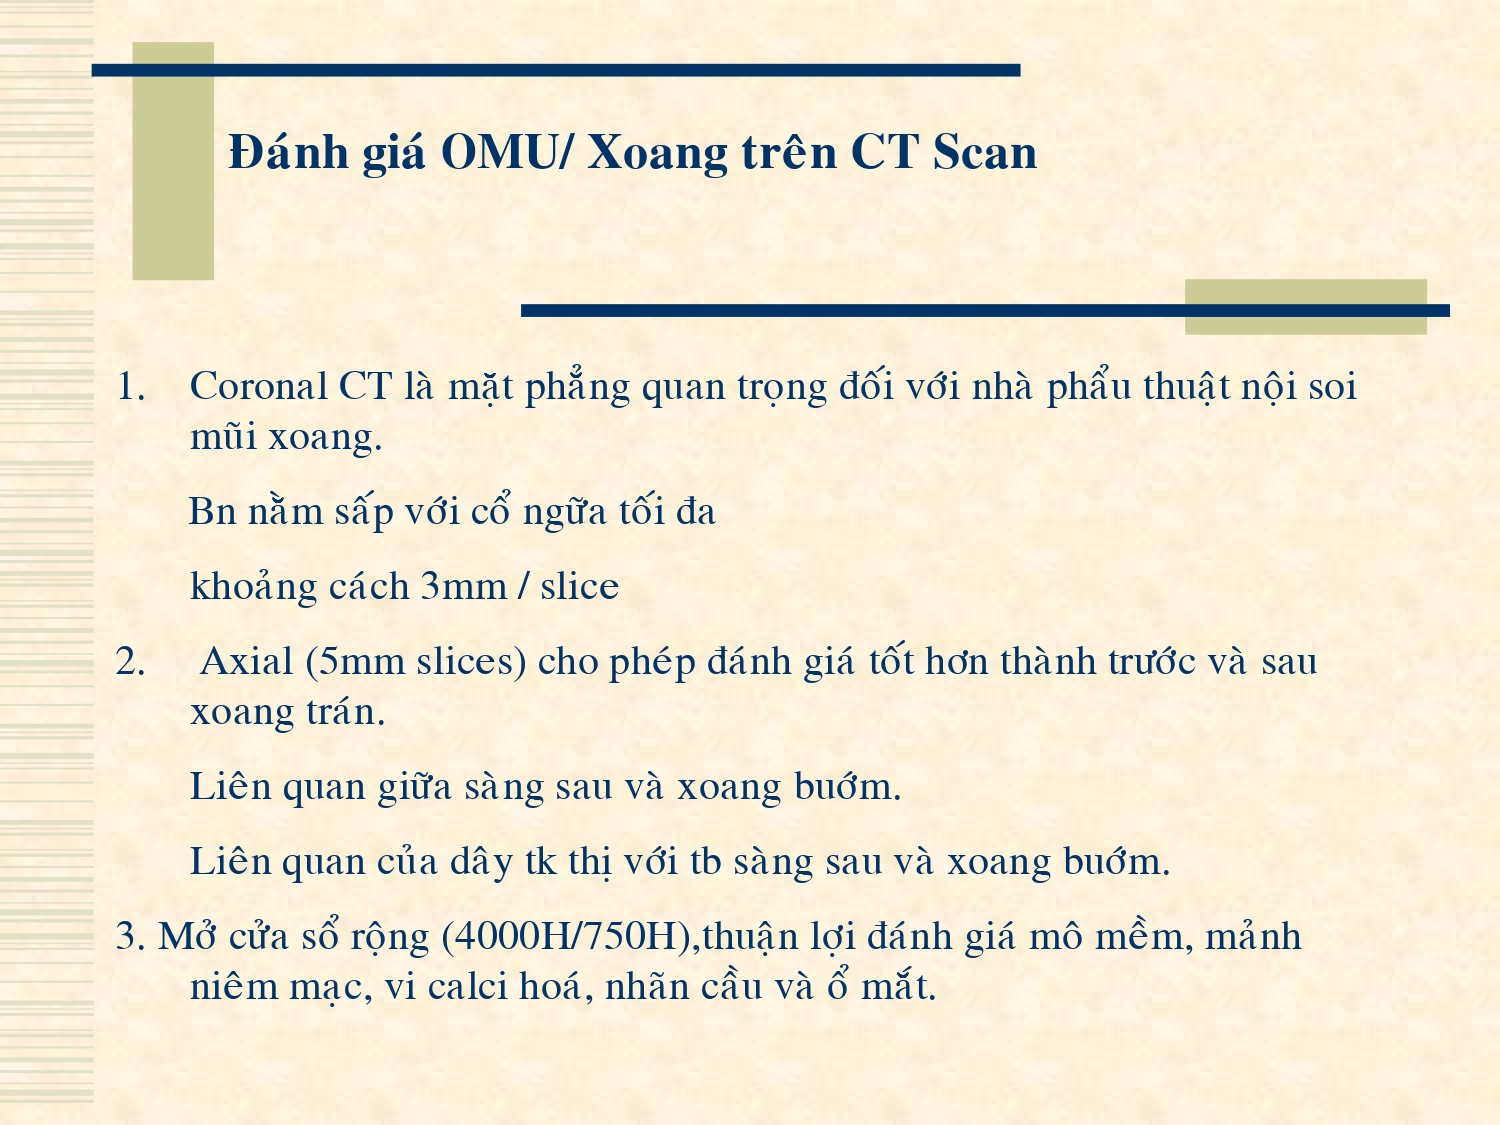 Đánh giá OMU/ Xoang trên CT Scan
1. Coronal CT là mặt phẳng quan trọng đối với nhà phẩu thuật nội soi
mũi xoang.
Bn nằm sấp với cổ ngữa tối đa
khoảng cách 3mm / slice
2. Axial (5mm slices) cho phép đánh giá tốt hơn thành trước và sau
xoang trán.
Liên quan giữa sàng sau và xoang buớm.
Liên quan của dây tk thị với tb sàng sau và xoang buớm.
3. Mở cửa sổ rộng (4000H/750H),thuận lợi đánh giá mô mềm, mảnh
niêm mạc, vi calci hoá, nhãn cầu và ổ mắt.